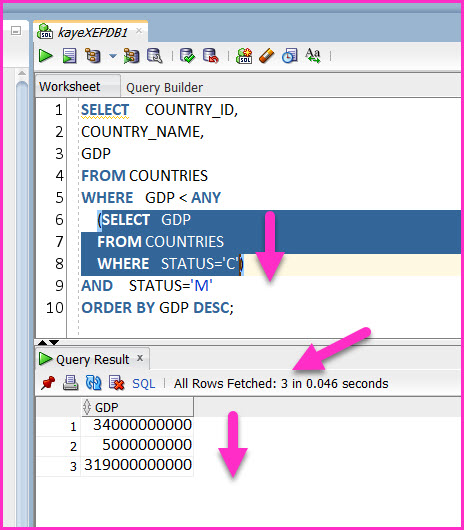 kayeXEPDB1
Worksheet Query Builder
1 SELECT COUNTRY_ID,
2 COUNTRY_NAME,
3 GDP
4 FROM COUNTRIES
5 WHERE GDP < ANY
6 (SELECT GDP
7 FROM COUNTRIES
8 WHERE STATUS='C')
9 AND STATUS='M'
10 ORDER BY GDP DESC;
Query Result x
SQL | All Rows Fetched: 3 in 0.046 seconds
GDP
1 34000000000
2 5000000000
3 319000000000